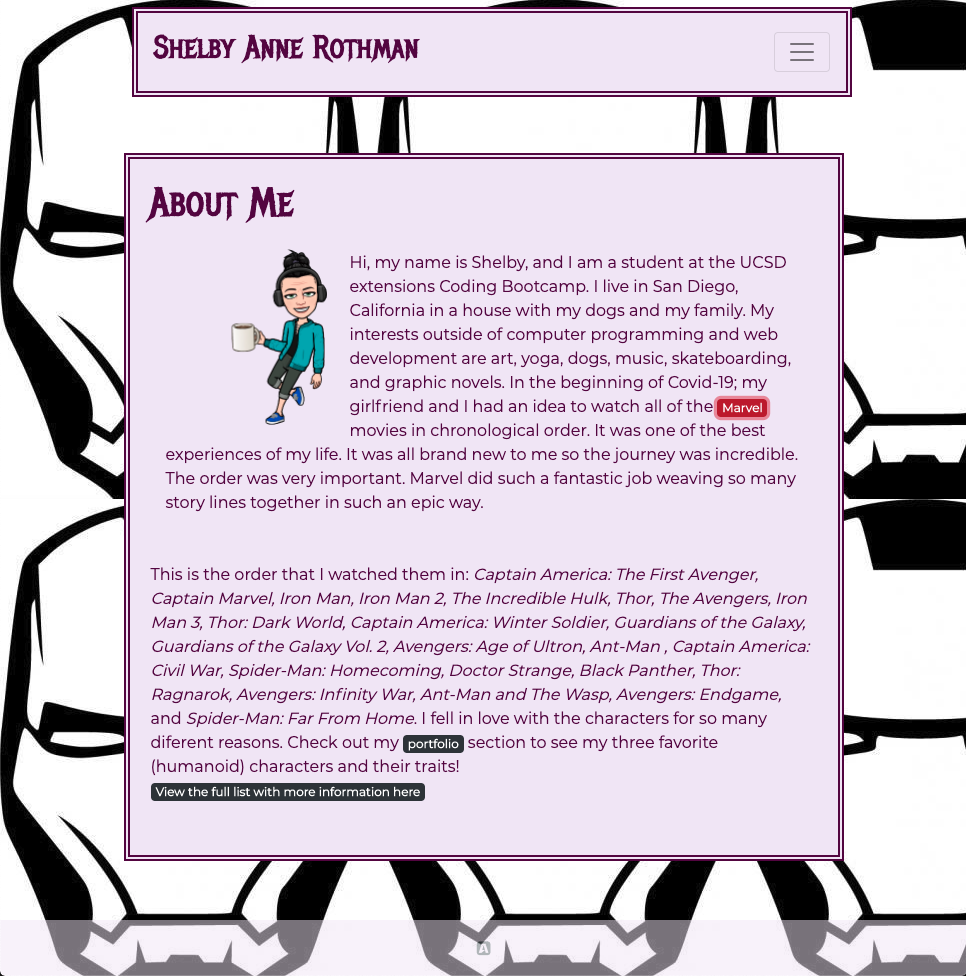 Shelby Anne Rothman
About Me
Hi, my name is Shelby, and I am a student at the UCSD
extensions Coding Bootcamp. I live in San Diego,
California in a house with my dogs and my family. My
interests outside of computer programming and web
development are art, yoga, dogs, music, skateboarding,
and graphic novels. In the beginning of Covid-19; my
girlfriend and I had an idea to watch all of the Marvel
movies in chronological order. It was one of the best
experiences of my life. It was all brand new to me so the journey was incredible.
The order was very important. Marvel did such a fantastic job weaving so many
story lines together in such an epic way.
This is the order that I watched them in: Captain America: The First Avenger,
Captain Marvel, Iron Man, Iron Man 2, The Incredible Hulk, Thor, The Avengers, Iron
Man 3, Thor: Dark World, Captain America: Winter Soldier, Guardians of the Galaxy,
Guardians of the Galaxy Vol. 2, Avengers: Age of Ultron, Ant-Man , Captain America:
Civil War, Spider-Man: Homecoming, Doctor Strange, Black Panther, Thor:
Ragnarok, Avengers: Infinity War, Ant-Man and The Wasp, Avengers: Endgame,
and Spider-Man: Far From Home. I fell in love with the characters for so many
diferent reasons. Check out my portfolio section to see my three favorite
(humanoid) characters and their traits!
View the full list with more information here
A